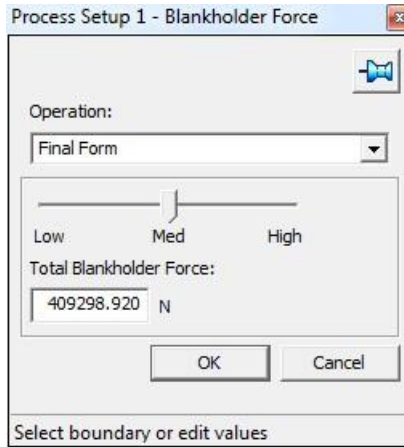 Process Setup 1 - Blankholder Force
Operation:
Final Form
Low Med High
Total Blankholder Force:
409298.920 N
OK Cancel
Select boundary or edit values